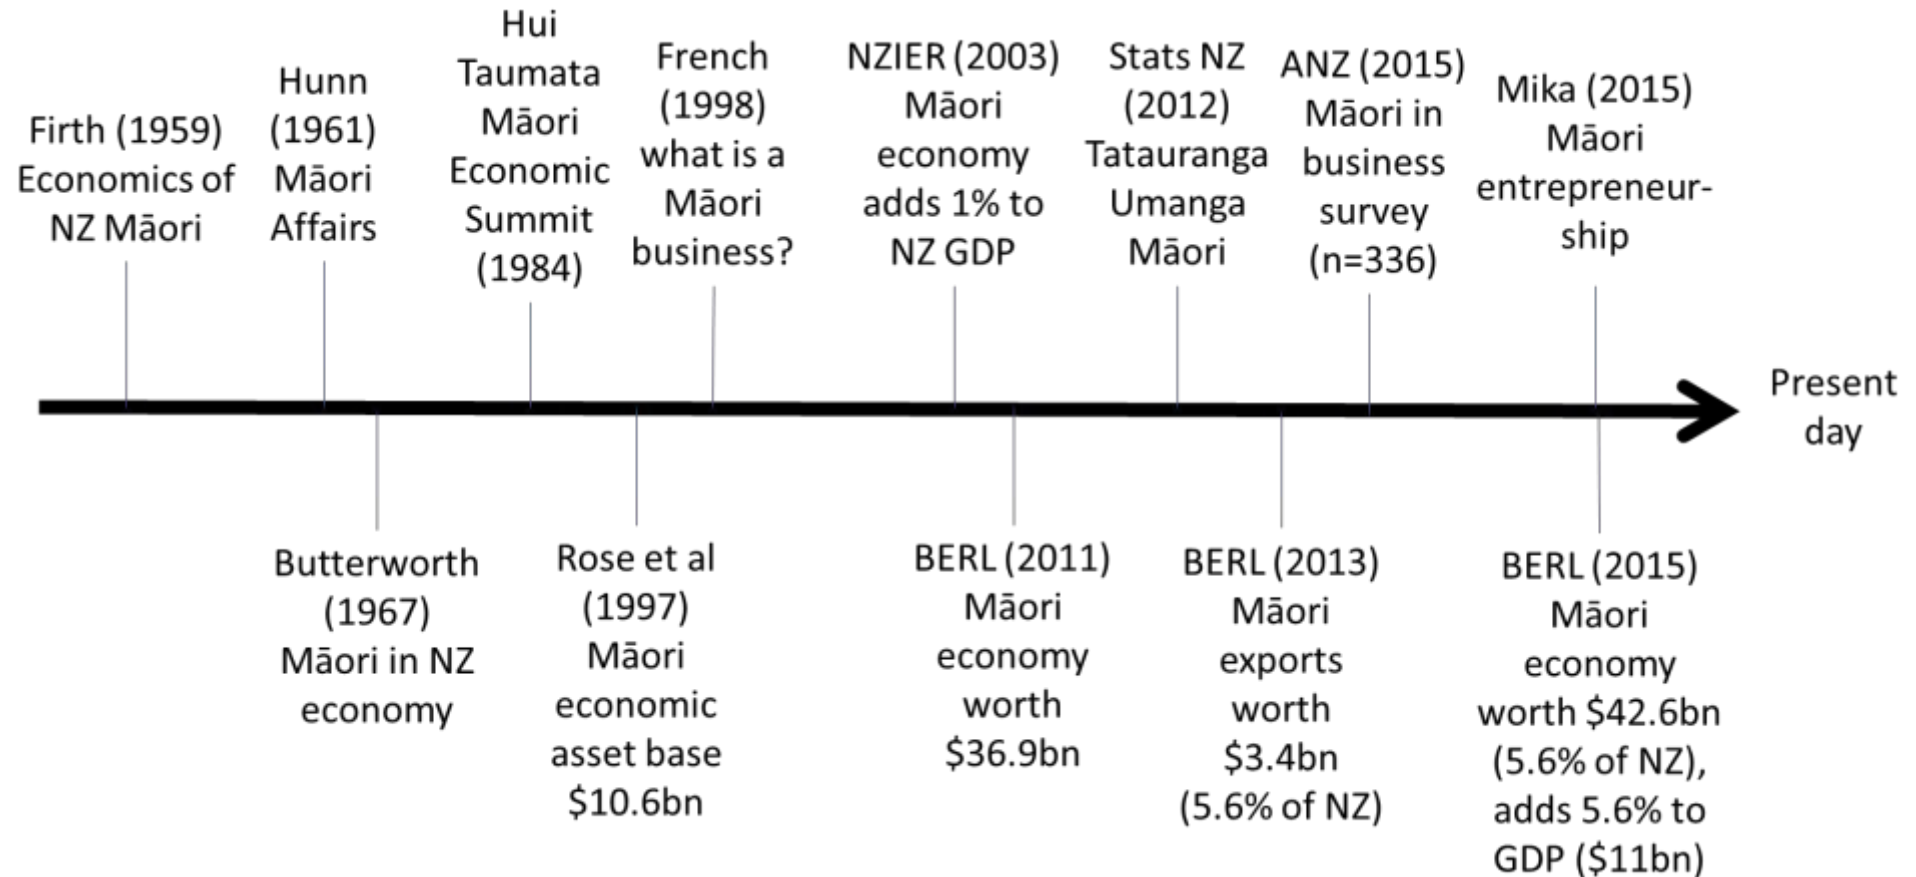 Firth (1959)
Economics of
NZ Māori
Hunn
(1961)
Māori
Affairs
Hui
Taumata
Māori
Economic
Summit
(1984)
French
(1998)
what is a
Māori
business?
NZIER (2003)
Māori
economy
adds 1% to
NZ GDP
Stats NZ
(2012)
Tatauranga
Umanga
Māori
ANZ (2015)
Māori in
business
survey
(n=336)
Mika (2015)
Māori
entrepreneur-
ship
Present
day
Butterworth
(1967)
Māori in NZ
economy
Rose et al
(1997)
Māori
economic
asset base
$10.6bn
BERL (2011)
Māori
economy
worth
$36.9bn
BERL (2013)
Māori
exports
worth
$3.4bn
(5.6% of NZ)
BERL (2015)
Māori
economy
worth $42.6bn
(5.6% of NZ),
adds 5.6% to
GDP ($11bn)